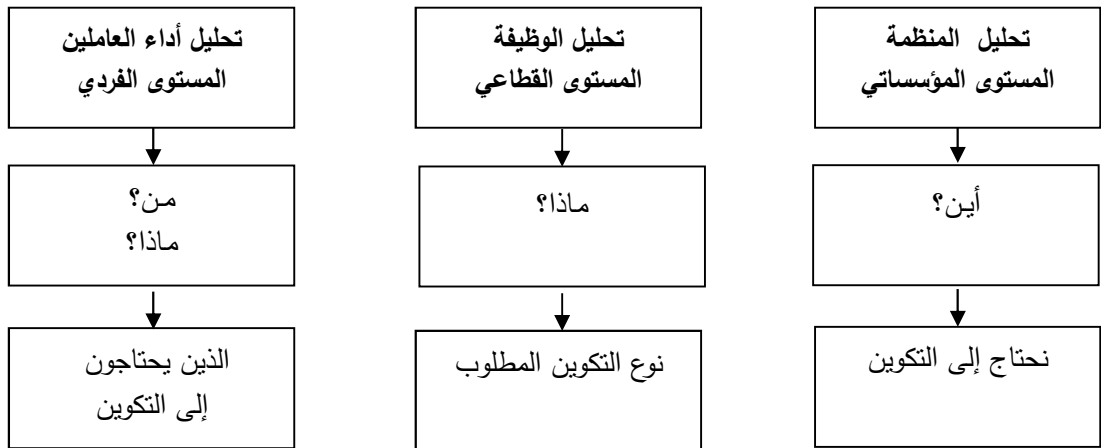 تحليل المنظمة
المستوى المؤسساتي
تحليل الوظيفة
المستوى القطاعي
تحليل أداء العاملين
المستوى الفردي
أين؟
ماذا؟
من؟
ماذا؟
نحتاج إلى التكوين
نوع التكوين المطلوب
الذين يحتاجون
إلى التكوين